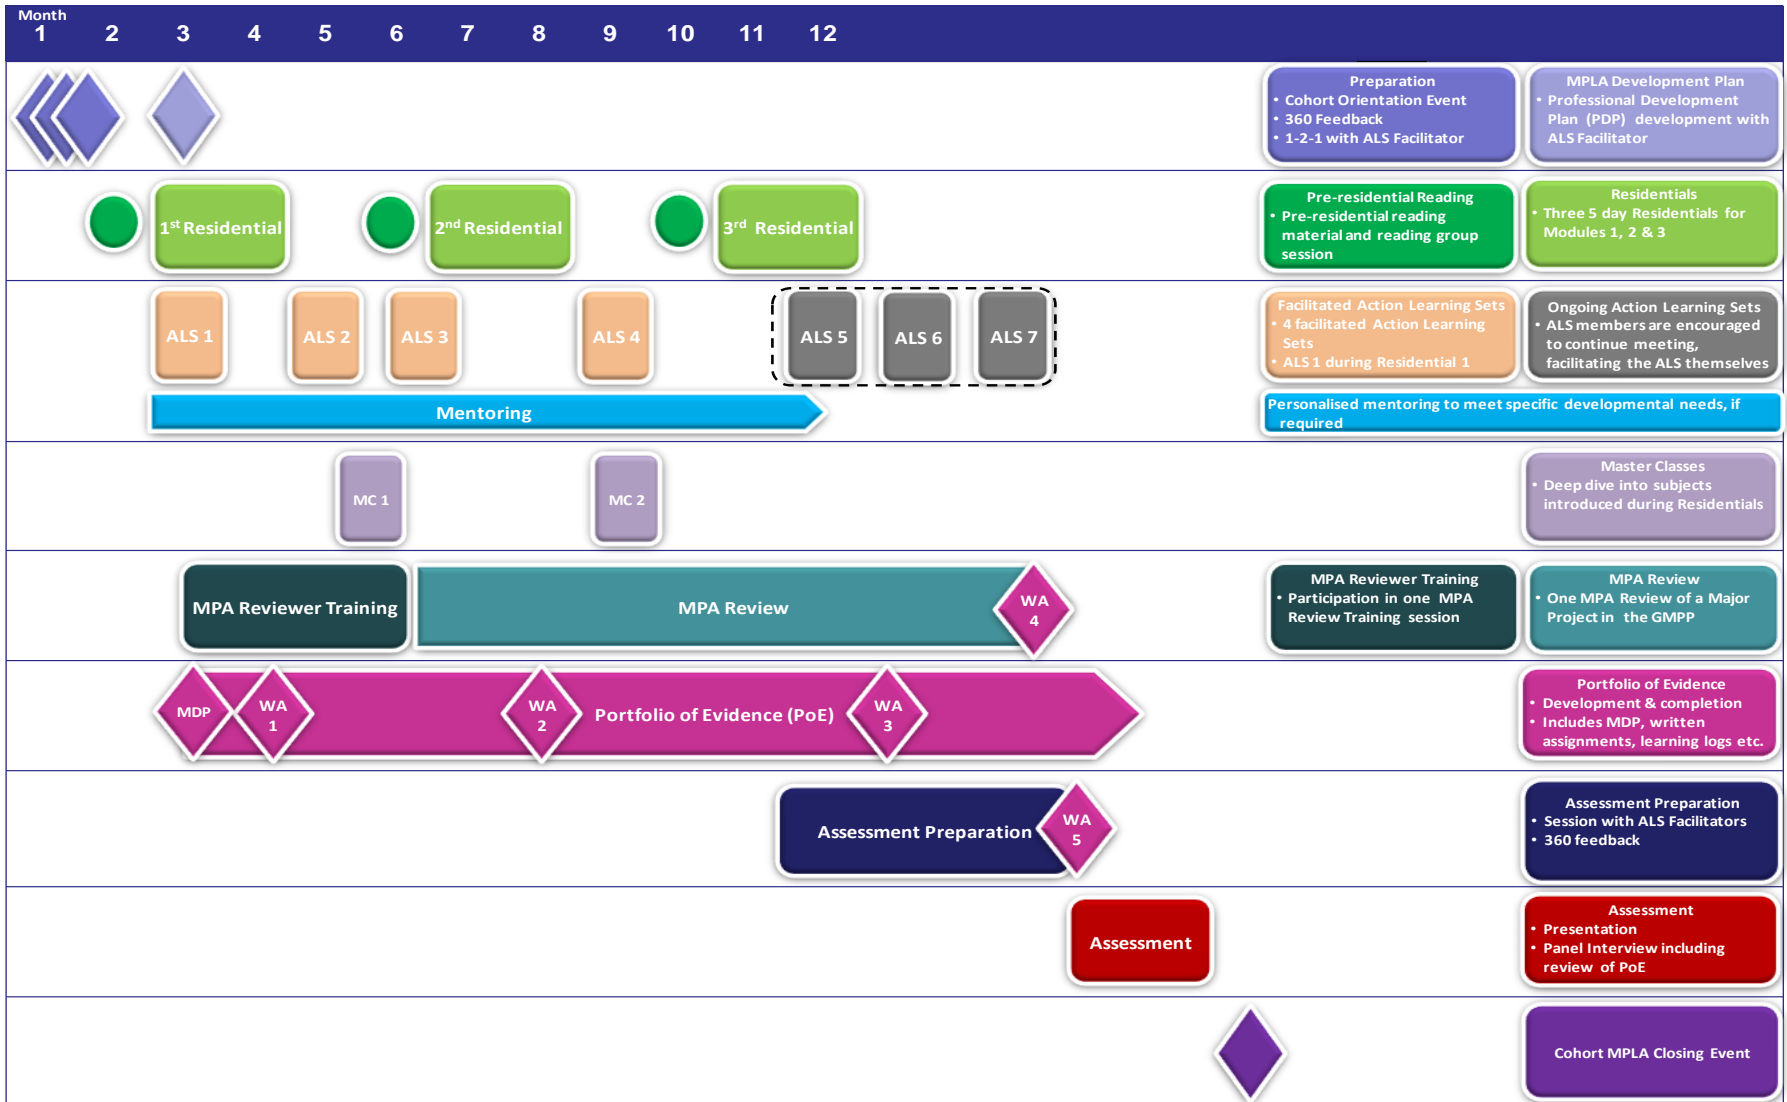 Month
1 2 3 4 5 6 7 8 9 10 11 12
Preparation
• Cohort Orientation Event
• 360 Feedback
• 1-2-1 with ALS Facilitator
MPLA Development Plan
• Professional Development
Plan (PDP) development with
ALS Facilitator
1st Residential
2nd Residential
3rd Residential
Pre-residential Reading
• Pre-residential reading
material and reading group
session
Residentials
• Three 5 day Residentials for
Modules 1, 2 & 3
ALS 1
ALS 2
ALS 3
ALS 4
ALS 5
ALS 6
ALS 7
Facilitated Action Learning Sets
• 4 facilitated Action Learning
Sets
• ALS 1 during Residential 1
Ongoing Action Learning Sets
• ALS members are encouraged
to continue meeting,
facilitating the ALS themselves
Mentoring
Personalised mentoring to meet specific developmental needs, if
required
MC 1
MC 2
Master Classes
• Deep dive into subjects
introduced during Residentials
MPA Reviewer Training
MPA Review
WA
4
MPA Reviewer Training
• Participation in one MPA
Review Training session
MPA Review
• One MPA Review of a Major
Project in the GMPP
MDP
WA
1
WA
2
Portfolio of Evidence (PoE)
WA
3
Portfolio of Evidence
• Development & completion
• Includes MDP, written
assignments, learning logs etc.
Assessment Preparation
WA
5
Assessment Preparation
• Session with ALS Facilitators
• 360 feedback
Assessment
Assessment
• Presentation
• Panel Interview including
review of PoE
Cohort MPLA Closing Event